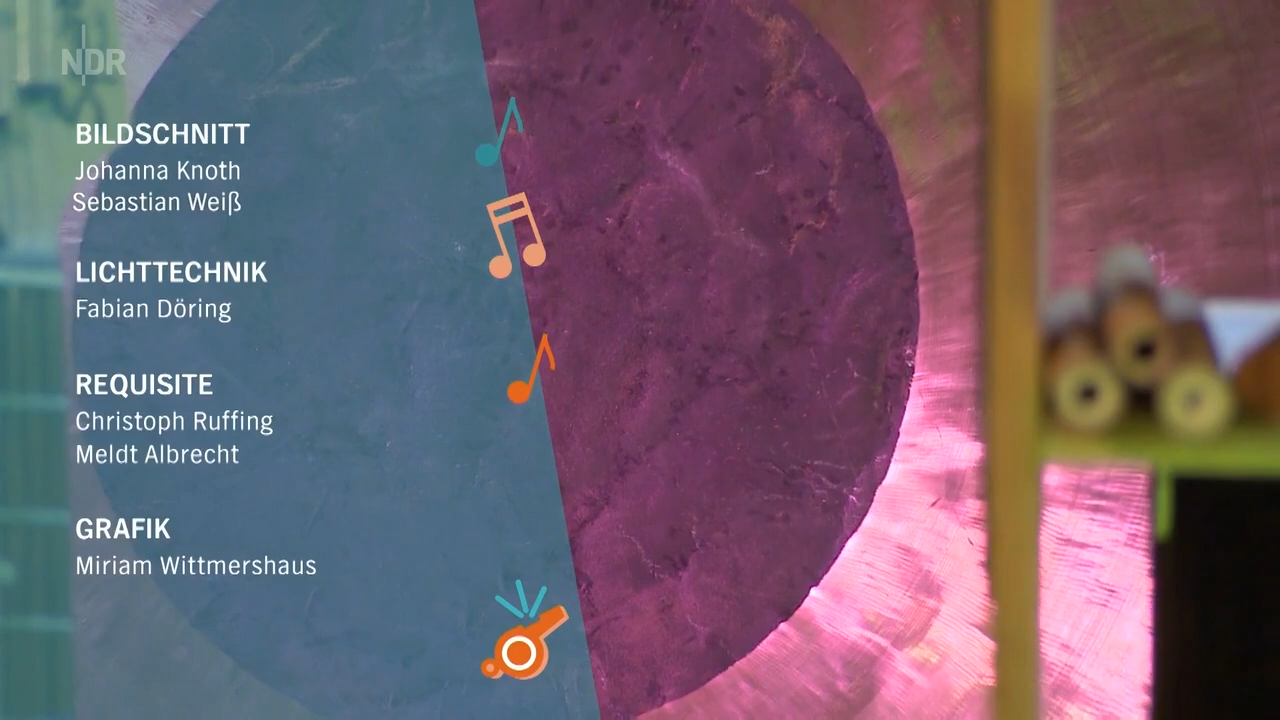 NDR
BILDSCHNITT
Johanna Knoth
Sebastian Weiß
LICHTTECHNIK
Fabian Döring
REQUISITE
Christoph Ruffing
Meldt Albrecht
GRAFIK
Miriam Wittmershaus